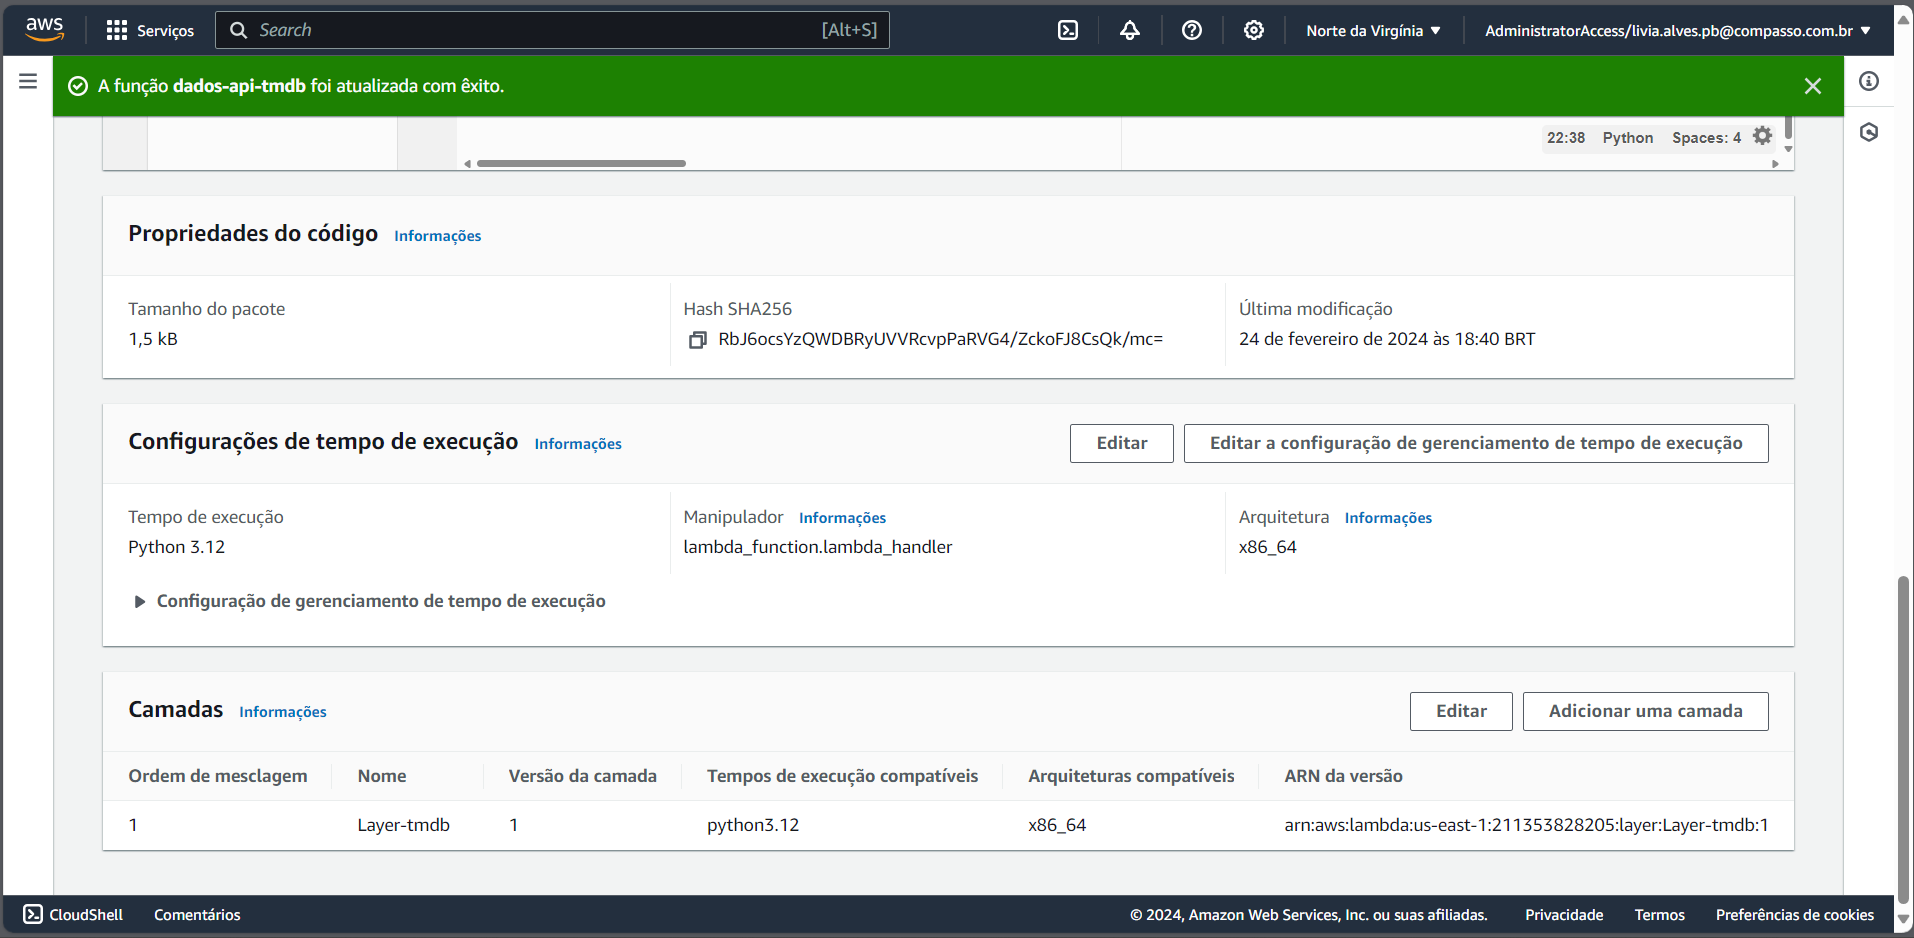 aws
Serviços
Search [Alt+S]
Norte da Virgínia
AdministratorAccess/livia.alves.pb@compasso.com.br
A função dados-api-tmdb foi atualizada com êxito.
22:38 Python Spaces: 4
Propriedades do código Informações
Tamanho do pacote
1,5 kB
Hash SHA256
RbJ6ocsYzQWDBRyUVVRcvpPaRVG4/ZckoFJ8CsQk/mc=
Última modificação
24 de fevereiro de 2024 às 18:40 BRT
Configurações de tempo de execução Informações
Editar
Editar a configuração de gerenciamento de tempo de execução
Tempo de execução
Python 3.12
Manipulador Informações
lambda_function.lambda_handler
Arquitetura Informações
x86_64
Configuração de gerenciamento de tempo de execução
Camadas Informações
Editar
Adicionar uma camada
Ordem de mesclagem Nome Versão da camada Tempos de execução compatíveis Arquiteturas compatíveis ARN da versão
1 Layer-tmdb 1 python3.12 x86_64 arn:aws:lambda:us-east-1:211353828205:layer:Layer-tmdb:1
CloudShell Comentários © 2024, Amazon Web Services, Inc. ou suas afiliadas. Privacidade Termos Preferências de cookies